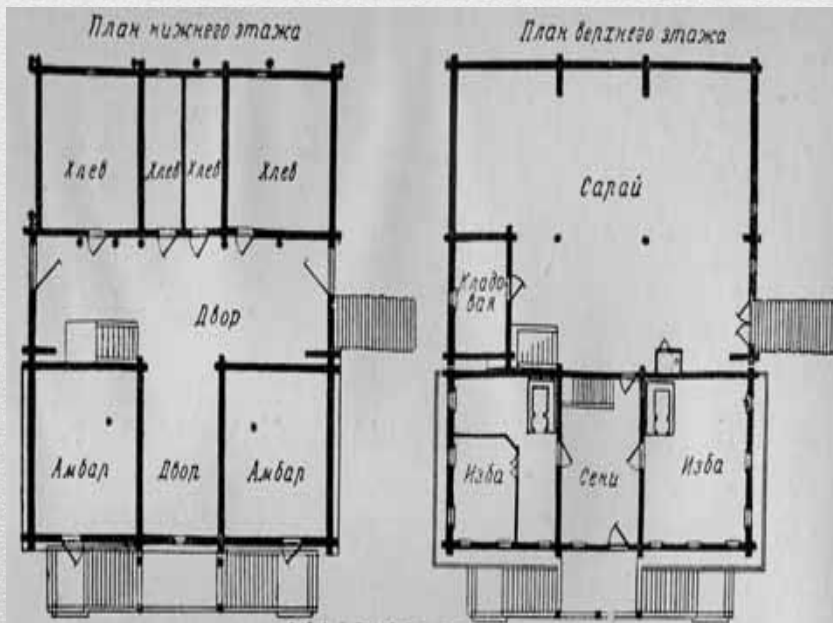 План нижнего этажа
Хлев
Хлев
Хлев
Хлев
Двор
Амбар
Двор
Амбар
План верхнего этажа
Сарай
Кладо-
вая
Изба
Сени
Изба